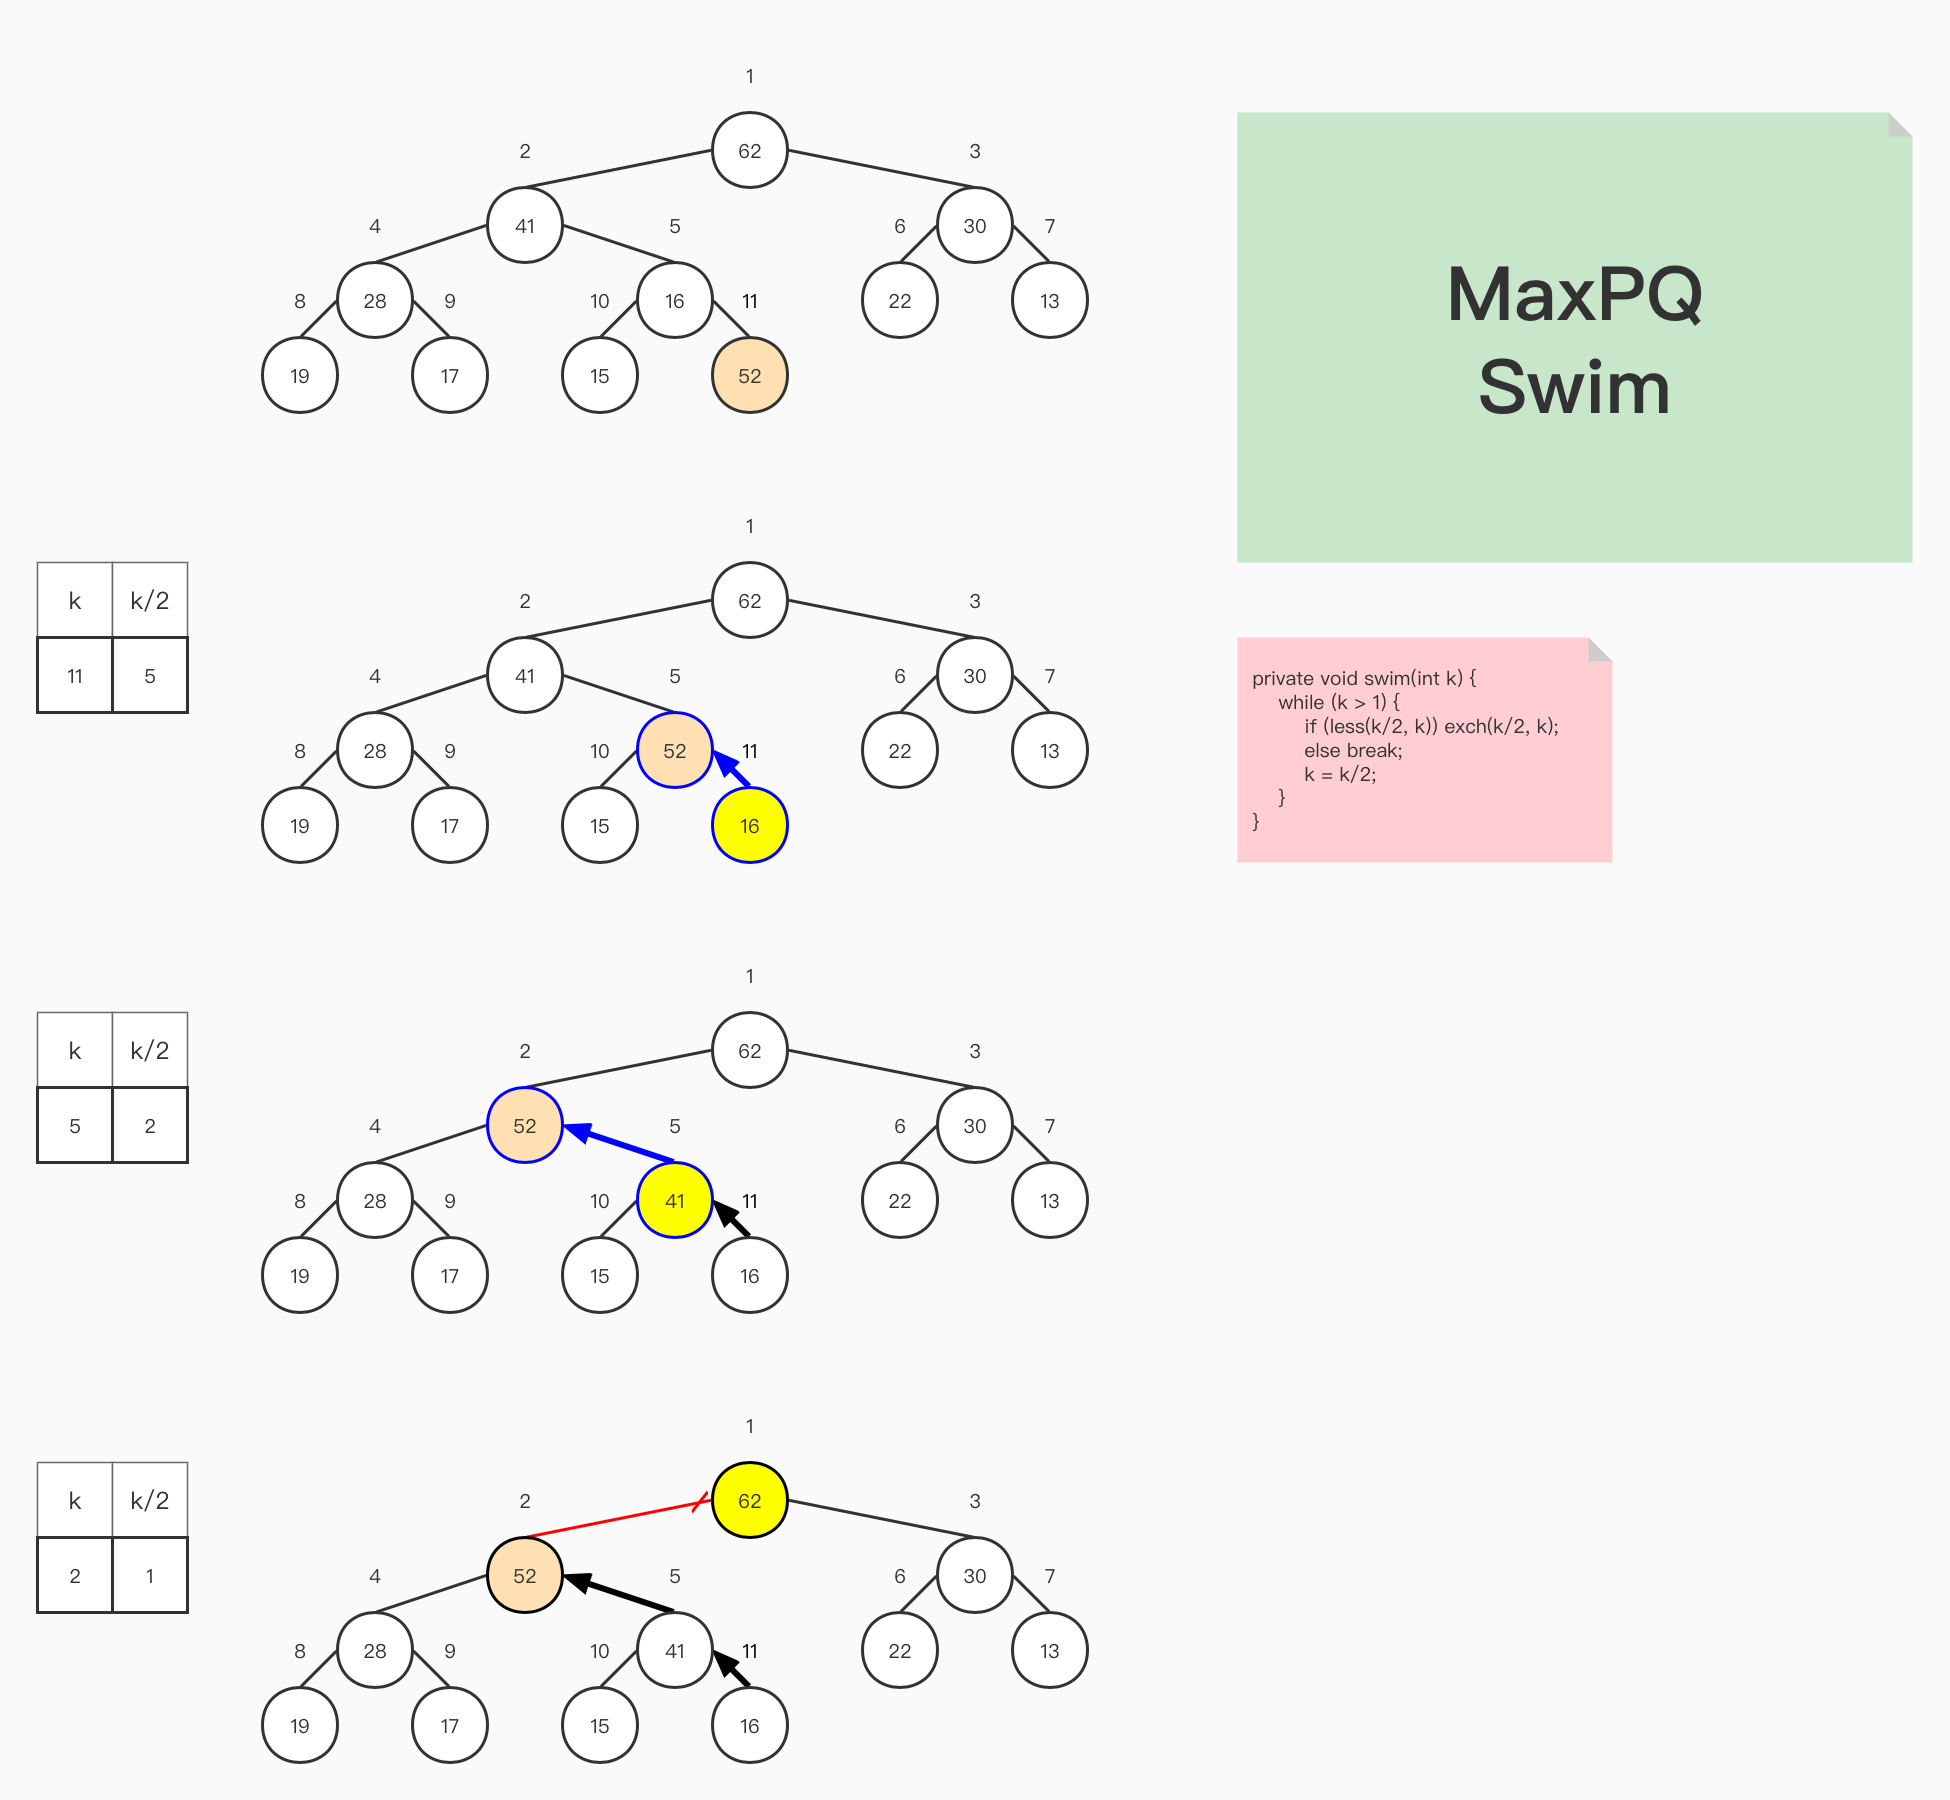 1
2 62 3
4 41 5 6 30 7
8 28 9 10 16 11 22 13
19 17 15 52
MaxPQ
Swim
1
k k/2 2 62 3
11 5 4 41 5 6 30 7
8 28 9 10 52 11 22 13
19 17 15 16
private void swim(int k) {
while (k > 1) {
if (less(k/2, k)) exch(k/2, k);
else break;
k = k/2;
}
}
1
k k/2 2 62 3
5 2 4 52 5 6 30 7
8 28 9 10 41 11 22 13
19 17 15 16
1
k k/2 2 62 3
2 1 4 52 5 6 30 7
8 28 9 10 41 11 22 13
19 17 15 16